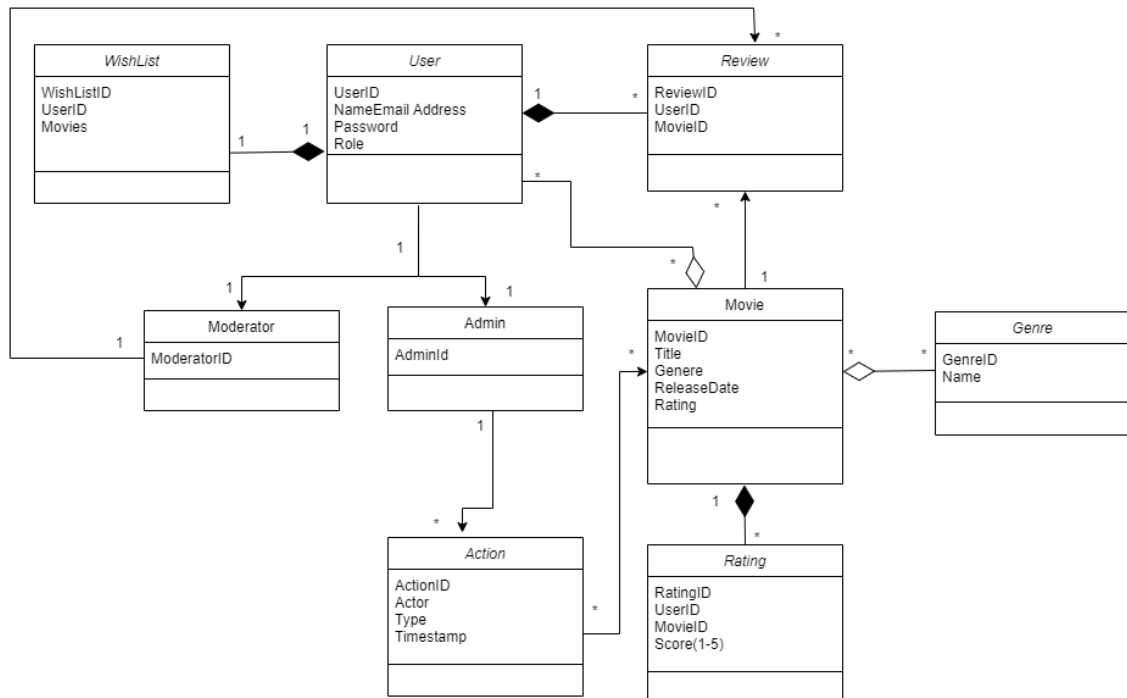 *
WishList
WishListID
UserID
Movies
User
UserID
NameEmail Address
Password
Role
Review
ReviewID
UserID
MovieID
1
1
1
*
*
*
*
1
1
1
1
1
Moderator
ModeratorID
Admin
AdminId
Movie
MovieID
Title
Genere
ReleaseDate
Rating
Genre
GenreID
Name
*
*
*
1
*
*
1
*
Action
ActionID
Actor
Type
Timestamp
Rating
RatingID
UserID
MovieID
Score(1-5)